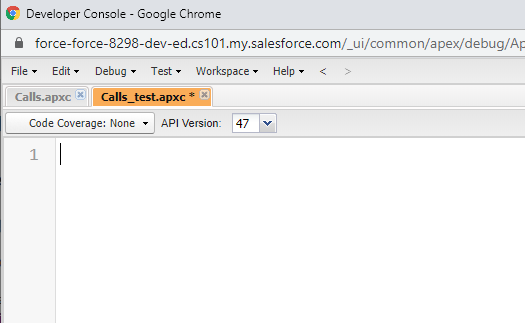 Developer Console - Google Chrome
force-force-8298-dev-ed.cs101.my.salesforce.com/_ui/common/apex/debug/Ap
File Edit Debug Test Workspace Help < >
Calls.apxc Calls_test.apxc *
Code Coverage: None API Version: 47
1